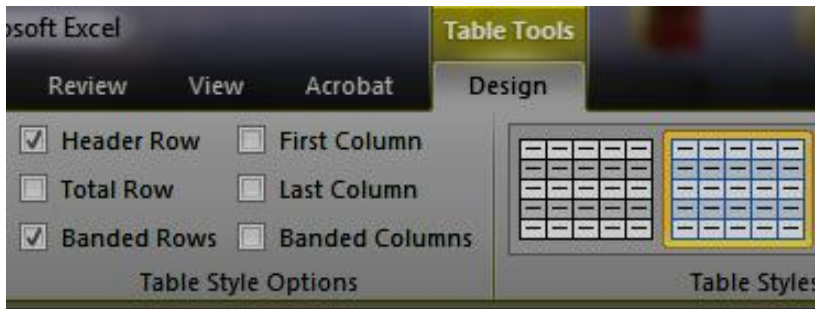 osoft Excel Table Tools
Review View Acrobat Design
Header Row First Column
Total Row Last Column
Banded Rows Banded Columns
Table Style Options Table Styles